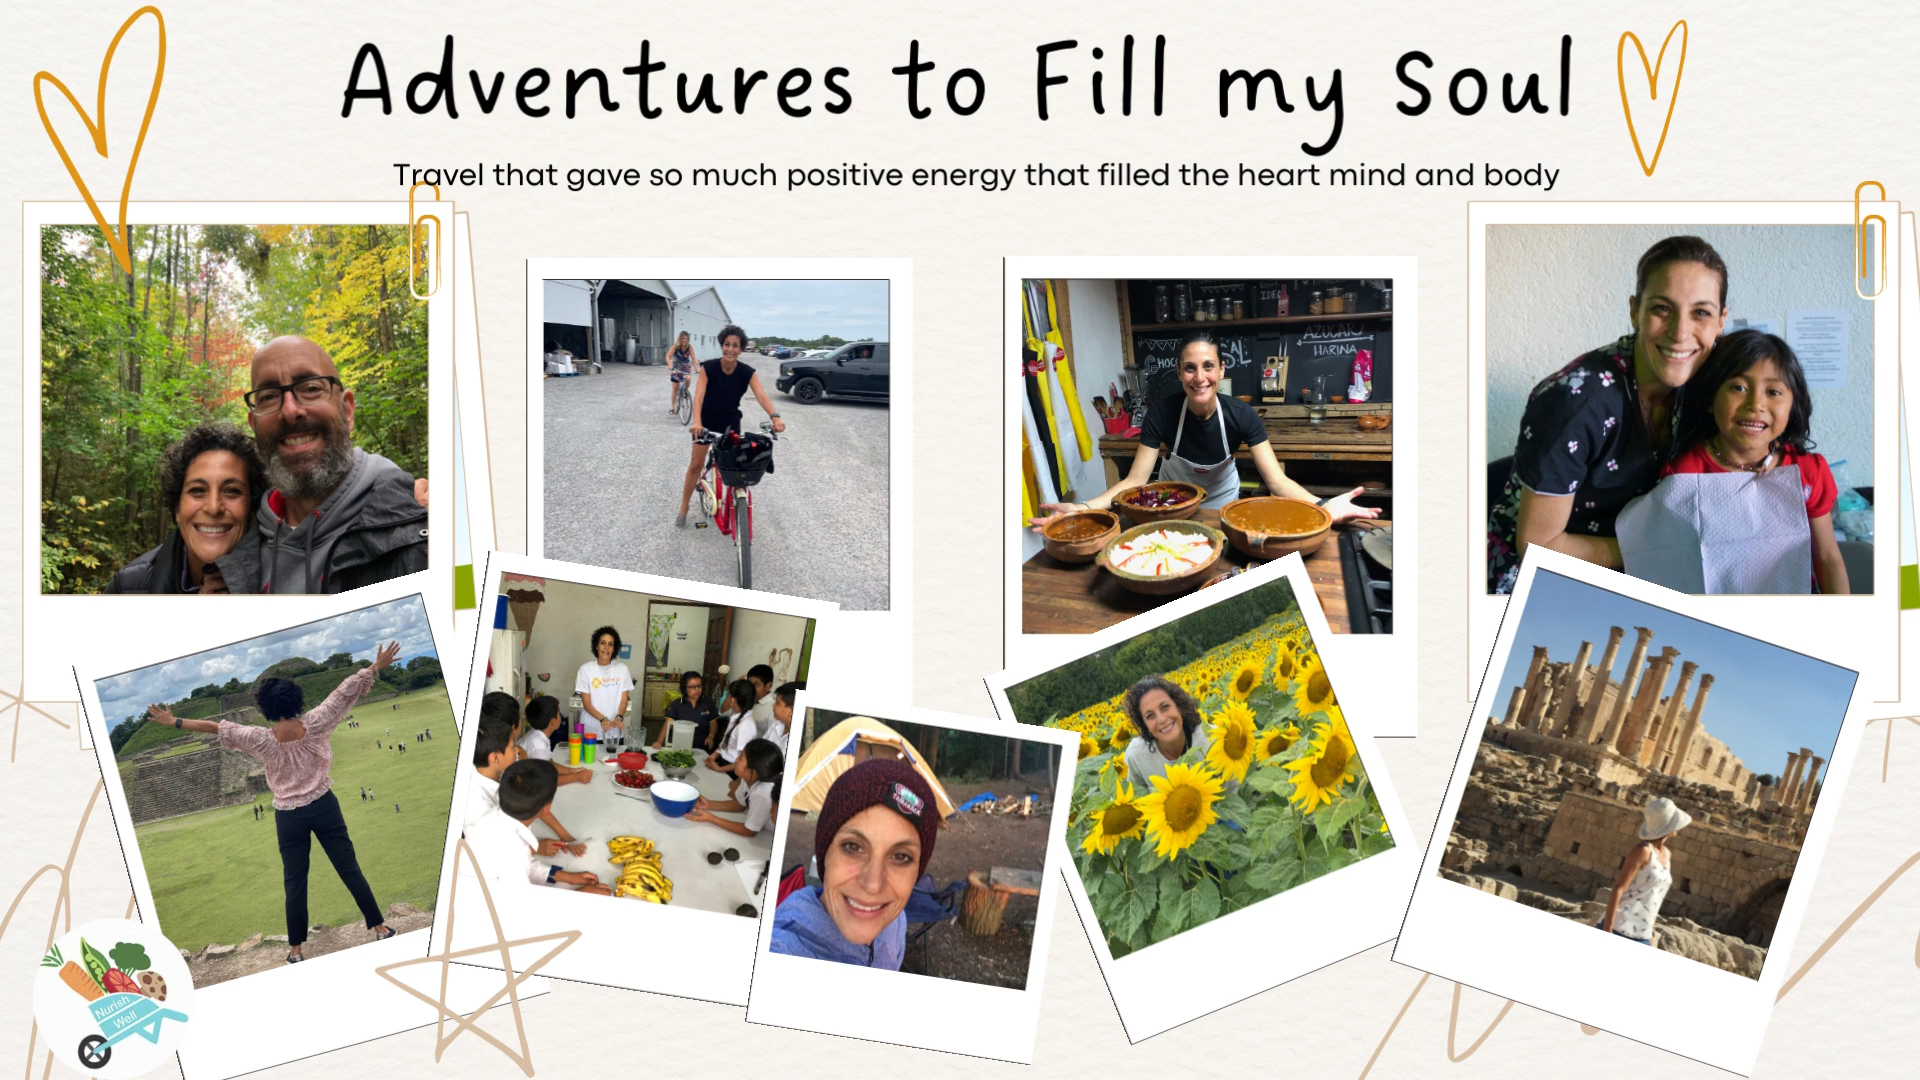 Adventures to Fill my Soul
Travel that gave so much positive energy that filled the heart mind and body
AZUCAR
HARINA
Nurish
Well